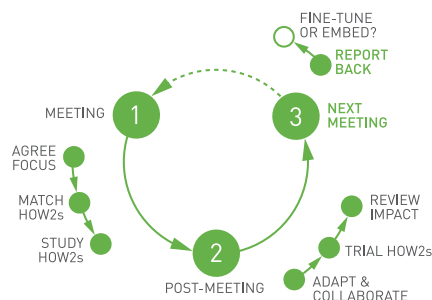 FINE-TUNE
OR EMBED?
REPORT
BACK
MEETING
1
3
NEXT
MEETING
AGREE
FOCUS
MATCH
HOW2s
STUDY
HOW2s
2
POST-MEETING
REVIEW
IMPACT
TRIAL HOW2s
ADAPT &
COLLABORATE